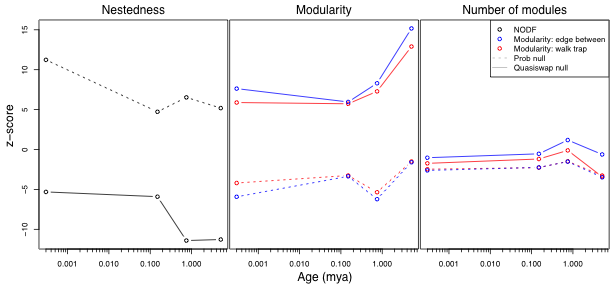 Nestedness
Modularity
Number of modules
NODF
Modularity: edge between
Modularity: walk trap
Prob null
Quasiswap null
z-score
15
10
5
0
−5
−10
0.001 0.010 0.100 1.000
0.001 0.010 0.100 1.000
0.001 0.010 0.100 1.000
Age (mya)